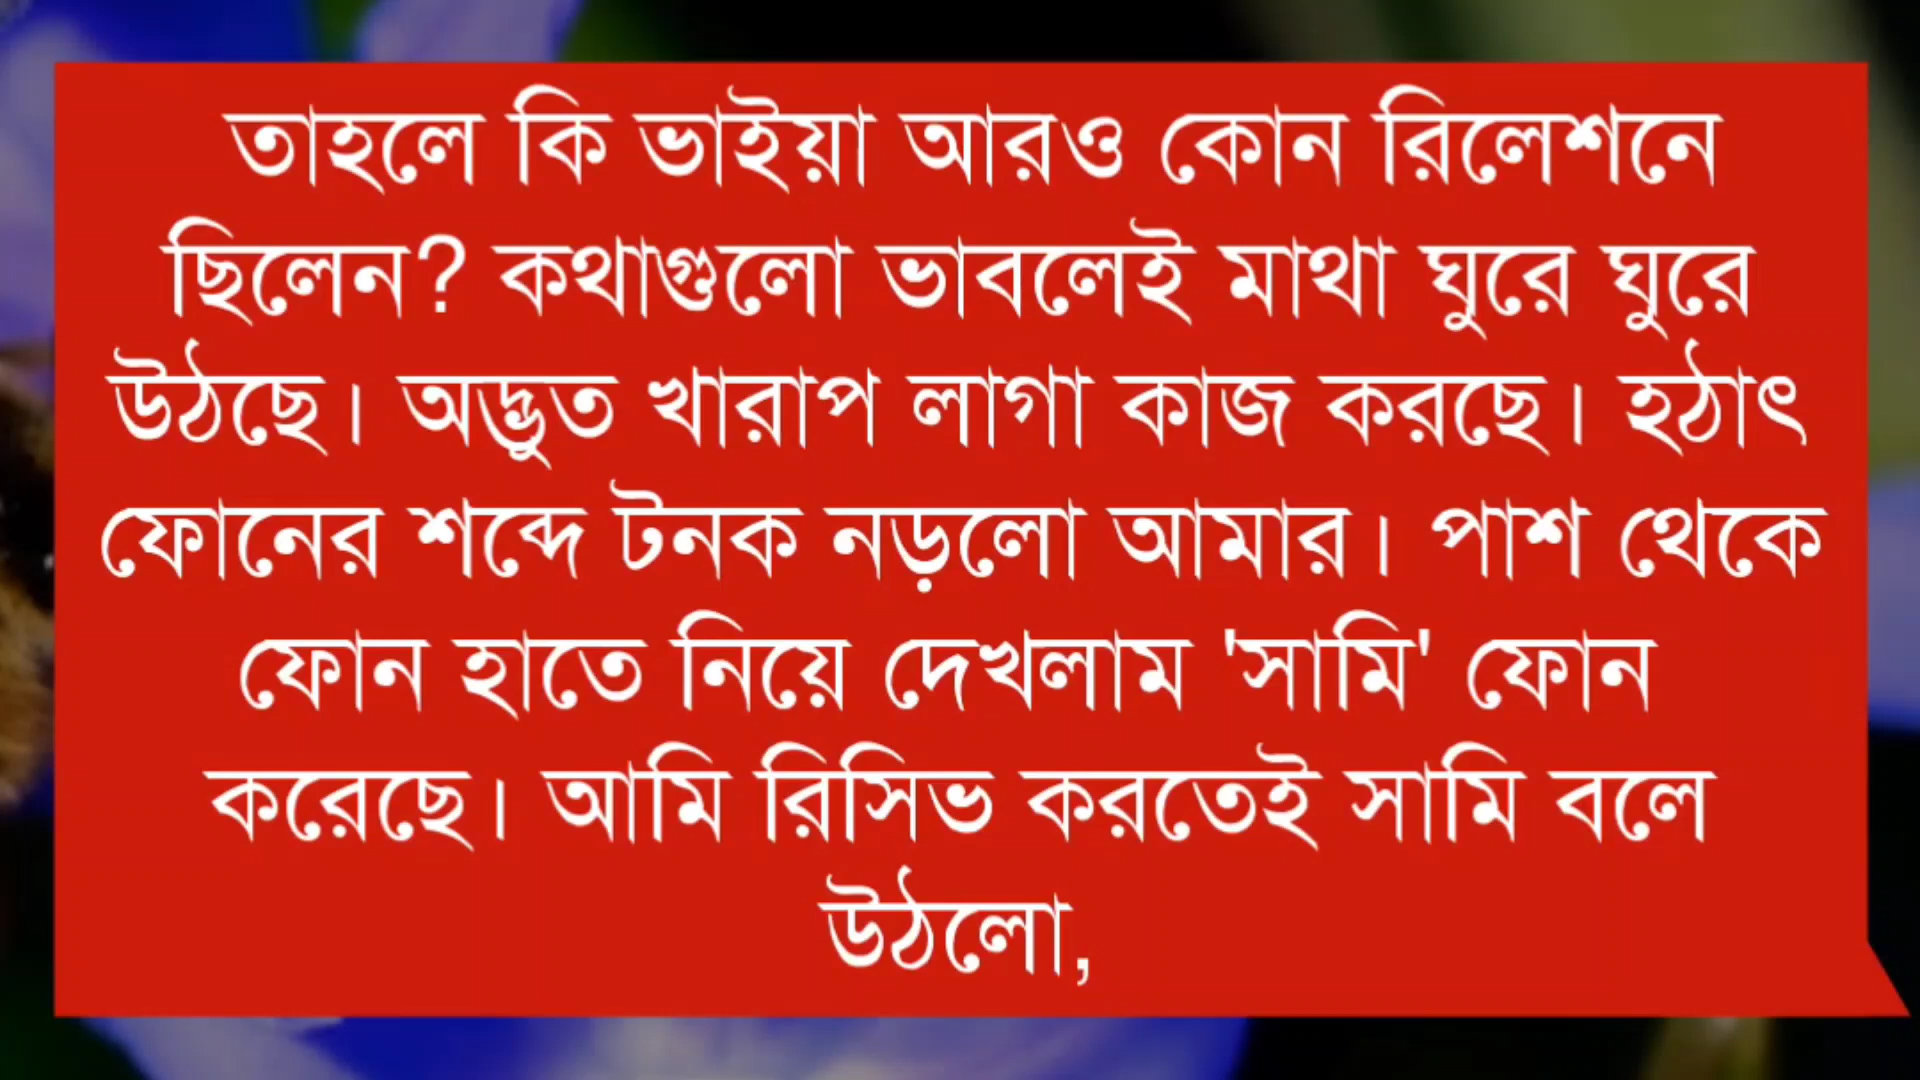 তাহলে কি ভাইয়া আরও কোন রিলেশনে
ছিলেন? কথাগুলো ভাবলেই মাথা ঘুরে ঘুরে
উঠছে। অদ্ভুত খারাপ লাগা কাজ করছে। হঠাৎ
ফোনের শব্দে টনক নড়লো আমার। পাশ থেকে
ফোন হাতে নিয়ে দেখলাম 'সামি' ফোন
করেছে। আমি রিসিভ করতেই সামি বলে
উঠলো,